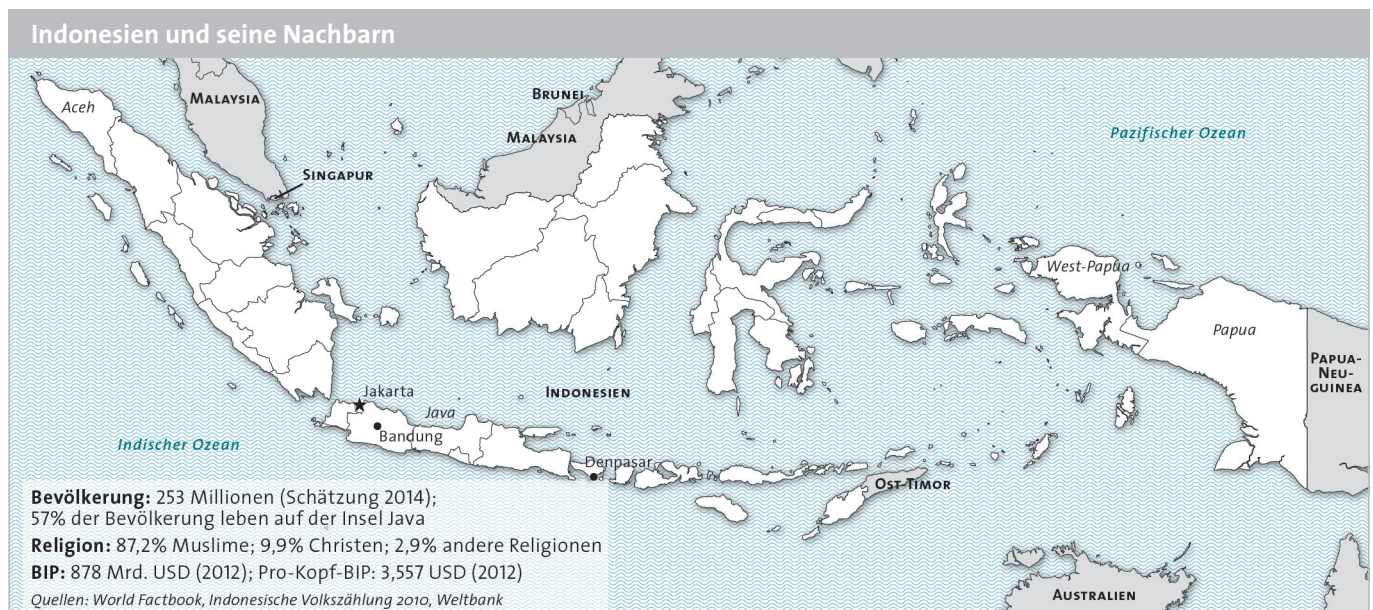 Indonesien und seine Nachbarn
Aceh
MALAYSIA
BRUNEI
MALAYSIA
SINGAPUR
Pazifischer Ozean
West-Papua
Papua
PAPUA-
NEU-
GUINEA
Jakarta
Java
Bandung
INDONESIEN
Indischer Ozean
Denpasar
OST-TIMOR
Bevölkerung: 253 Millionen (Schätzung 2014);
57% der Bevölkerung leben auf der Insel Java
Religion: 87,2% Muslime; 9,9% Christen; 2,9% andere Religionen
BIP: 878 Mrd. USD (2012); Pro-Kopf-BIP: 3,557 USD (2012)
Quellen: World Factbook, Indonesische Volkszählung 2010, Weltbank
AUSTRALIEN